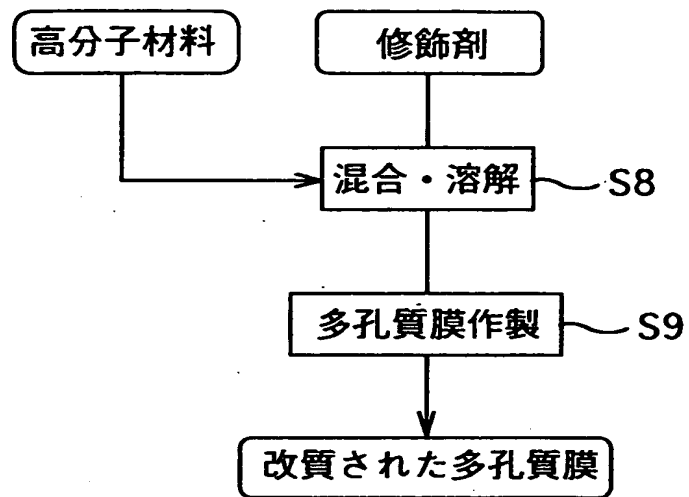 高分子材料
修飾剤
混合・溶解
S8
多孔質膜作製
S9
改質された多孔質膜